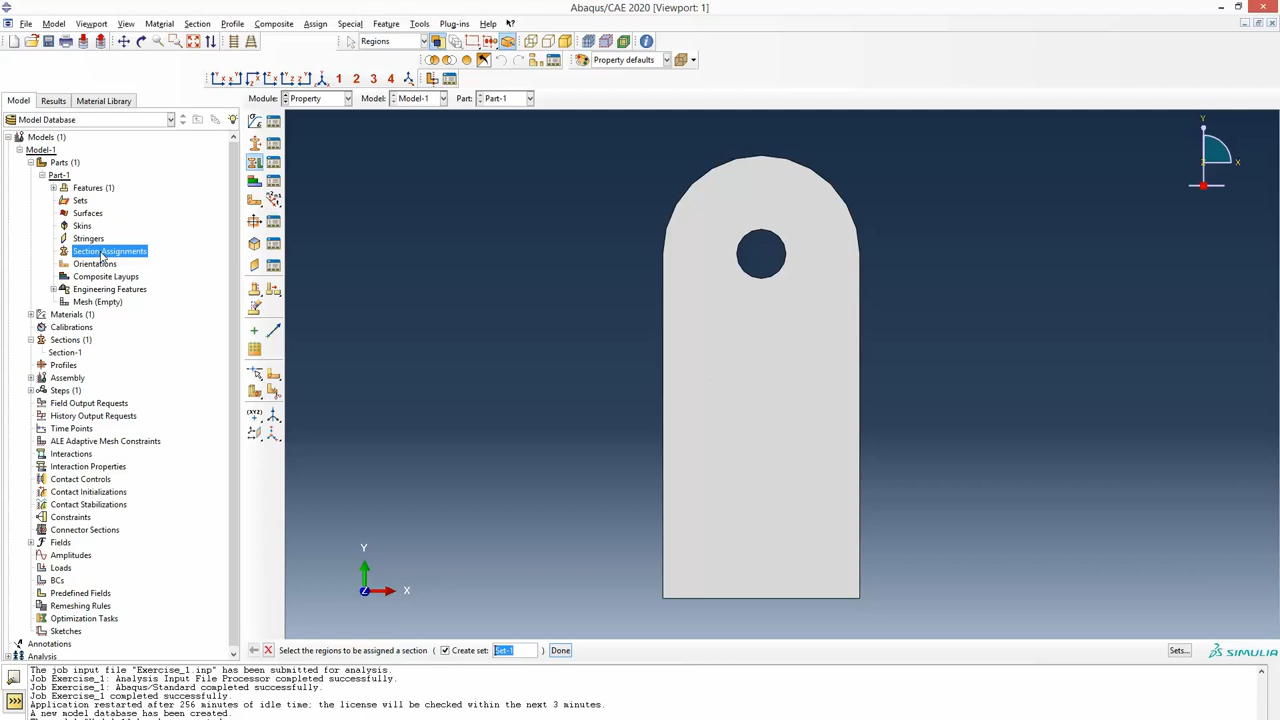 Abaqus/CAE 2020 [Viewport: 1]
File Model Viewport View Material Section Profile Composite Assign Special Feature Tools Plug-ins Help
Regions
Property defaults
1 2 3 4
Model Results Material Library
Module: Property Model: Model-1 Part: Part-1
Model Database
Models (1)
Model-1
Parts (1)
Part-1
Features (1)
Sets
Surfaces
Skins
Stringers
Section Assignments
Orientations
Composite Layups
Engineering Features
Mesh (Empty)
Materials (1)
Calibrations
Sections (1)
Section-1
Profiles
Assembly
Steps (1)
Field Output Requests
History Output Requests
Time Points
ALE Adaptive Mesh Constraints
Interactions
Interaction Properties
Contact Controls
Contact Initializations
Contact Stabilizations
Constraints
Connector Sections
Fields
Amplitudes
Loads
BCs
Predefined Fields
Remeshing Rules
Optimization Tasks
Sketches
Annotations
Analysis
Y
X
Z
Y
X
Z
Select the regions to be assigned a section ( Create set: Set-1 ) Done
Sets...
SIMULIA
The job input file "Exercise_1.inp" has been submitted for analysis.
Job Exercise_1: Analysis Input File Processor completed successfully.
Job Exercise_1: Abaqus/Standard completed successfully.
Job Exercise_1 completed successfully.
Application restarted after 256 minutes of idle time; the license will be checked within the next 3 minutes.
A new model database has been created.